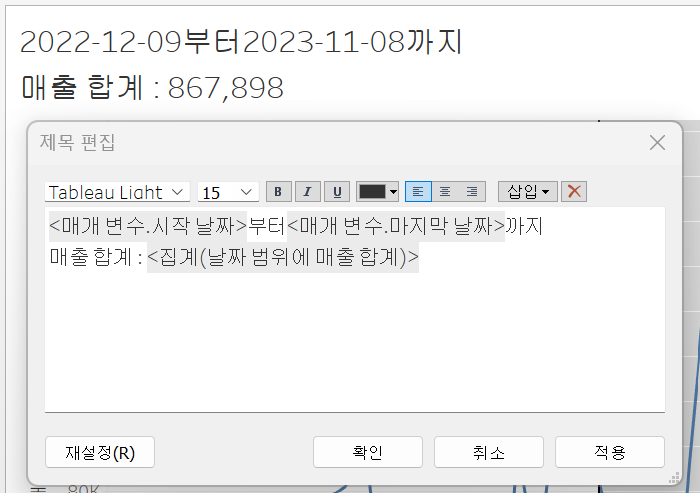 2022-12-09부터2023-11-08까지
매출 합계 : 867,898
제목 편집
Tableau Light 15 B I U 삽입
<매개 변수.시작 날짜>부터<매개 변수.마지막 날짜>까지
매출 합계 : <집계(날짜 범위에 매출 합계)>
재설정(R) 확인 취소 적용
80K